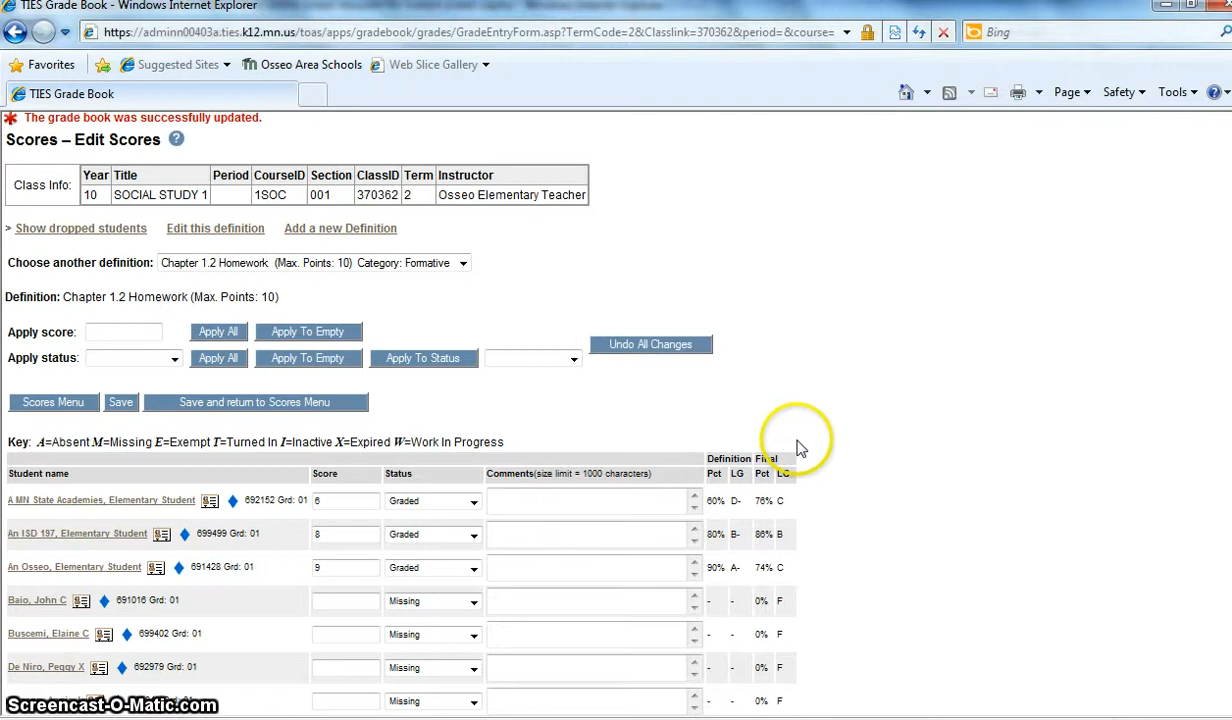 TIES Grade Book - Windows Internet Explorer
https://adminn00403a.ties.k12.mn.us/toas/apps/gradebook/grades/GradeEntryForm.asp?TermCode=2&Classlink=370362&period=&course= Bing
Favorites Suggested Sites Osseo Area Schools Web Slice Gallery
TIES Grade Book Page Safety Tools
The grade book was successfully updated.
Scores – Edit Scores
Class Info: Year Title Period CourseID Section ClassID Term Instructor
10 SOCIAL STUDY 1 1SOC 001 370362 2 Osseo Elementary Teacher
> Show dropped students Edit this definition Add a new Definition
Choose another definition: Chapter 1.2 Homework (Max. Points: 10) Category: Formative
Definition: Chapter 1.2 Homework (Max. Points: 10)
Apply score: Apply All Apply To Empty
Undo All Changes
Apply status: Apply All Apply To Empty Apply To Status
Scores Menu Save Save and return to Scores Menu
Key: A=Absent M=Missing E=Exempt T=Turned In I=Inactive X=Expired W=Work In Progress
Definition Final
Student name Score Status Comments(size limit = 1000 characters) Pct LG Pct LG
A MN State Academies, Elementary Student 692152 Grd: 01 6 Graded 60% D- 76% C
An ISD 197, Elementary Student 699499 Grd: 01 8 Graded 80% B- 86% B
An Osseo, Elementary Student 691428 Grd: 01 9 Graded 90% A- 74% C
Baio, John C 691016 Grd: 01 Missing - - 0% F
Buscemi, Elaine C 699402 Grd: 01 Missing - - 0% F
De Niro, Peggy X 692979 Grd: 01 Missing - - 0% F
Missing - - 0% F
Screencast-O-Matic.com